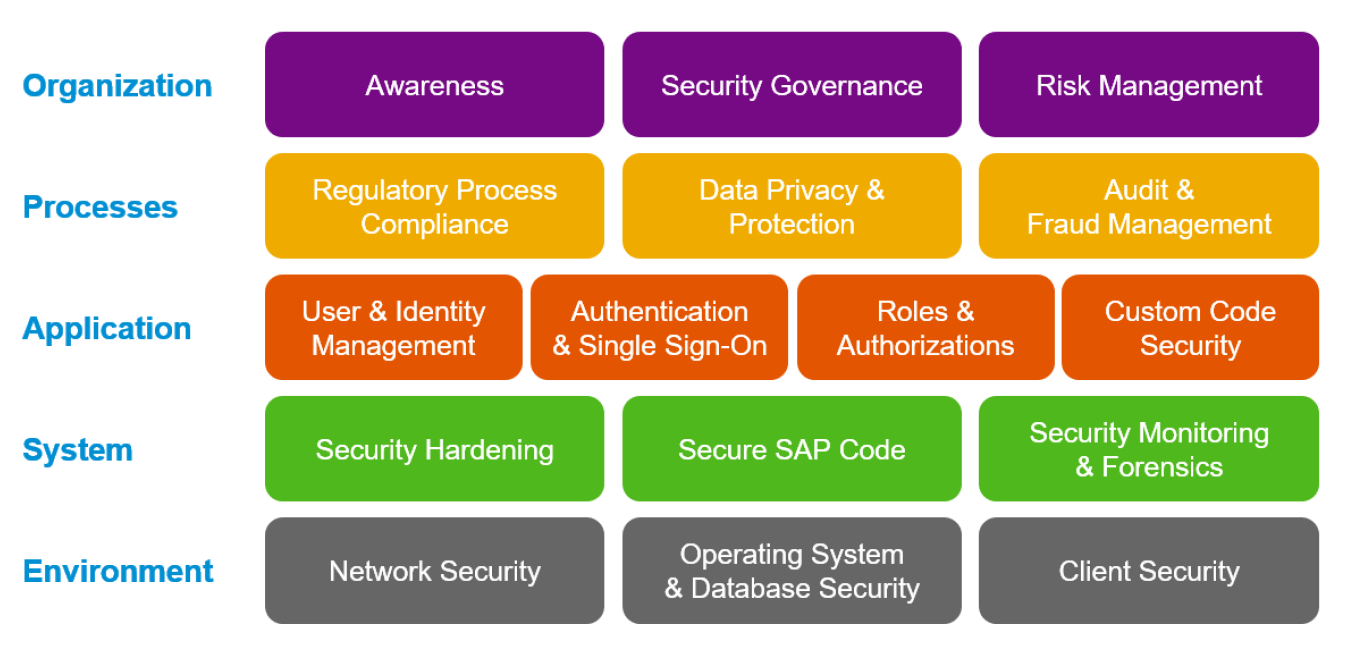 Organization
Awareness
Security Governance
Risk Management
Processes
Regulatory Process
Compliance
Data Privacy &
Protection
Audit &
Fraud Management
Application
User & Identity
Management
Authentication
& Single Sign-On
Roles &
Authorizations
Custom Code
Security
System
Security Hardening
Secure SAP Code
Security Monitoring
& Forensics
Environment
Network Security
Operating System
& Database Security
Client Security